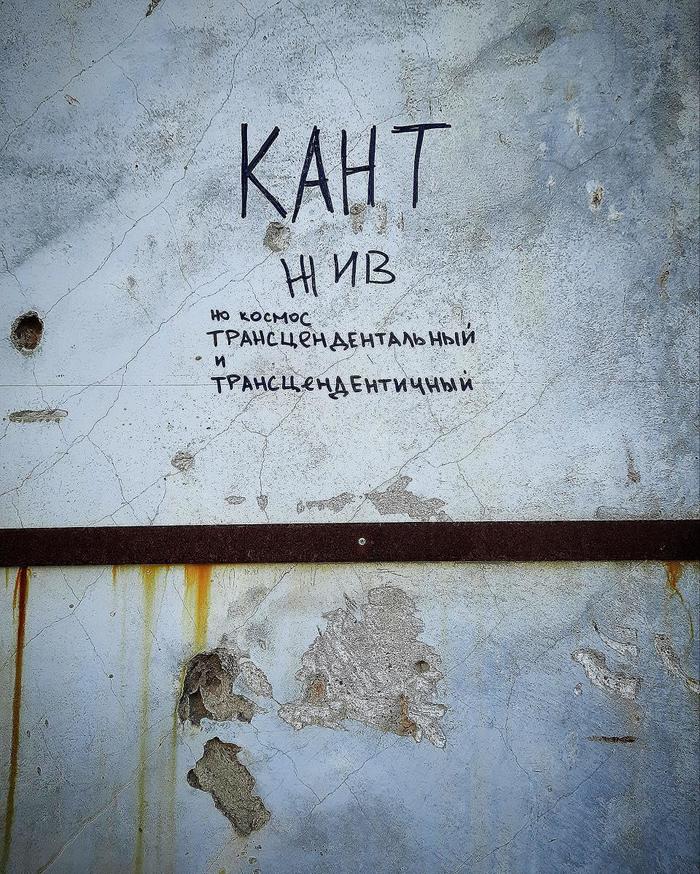 КАНТ
ЖИВ
но космос
ТРАНСЦеНДЕНТАЛЬНЫЙ
и
ТРАНСЦеНДЕНТИЧНЫЙ